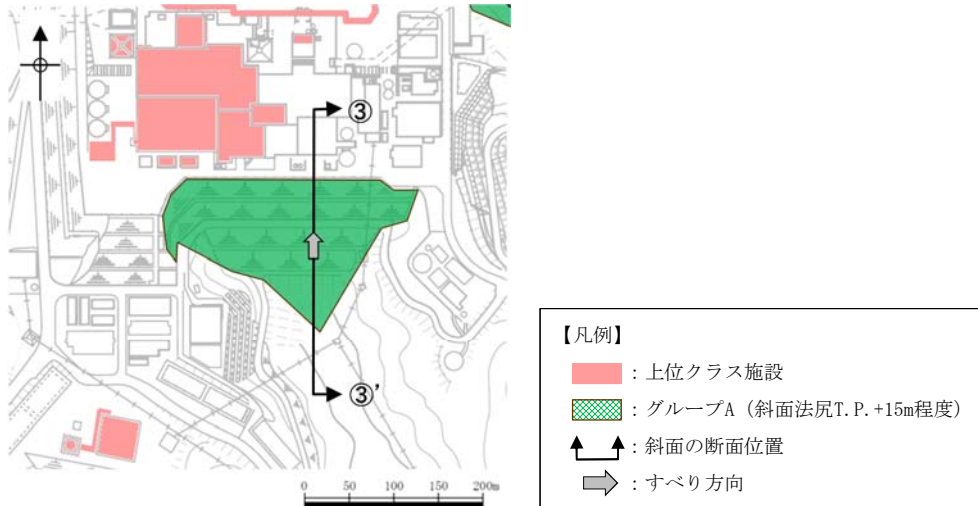 ③
③'
0 50 100 150 200m
【凡例】
：上位クラス施設
：グループA（斜面法尻T.P.+15m程度）
：斜面の断面位置
：すべり方向